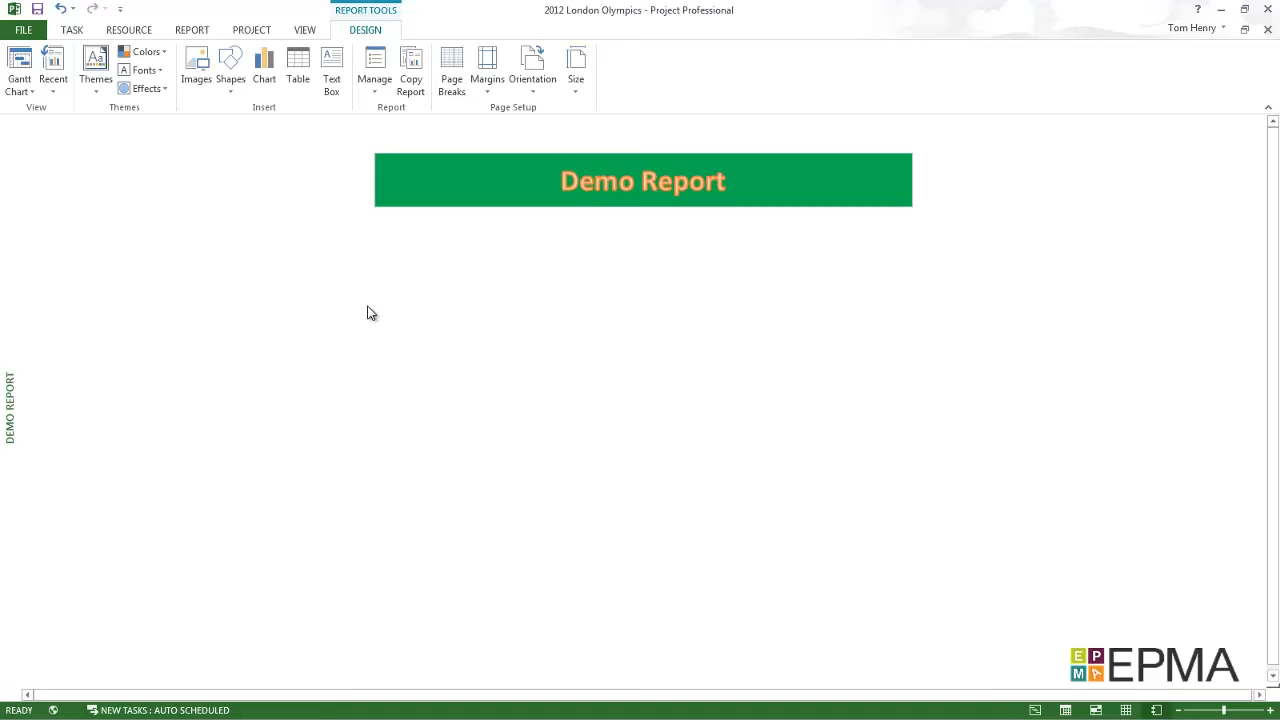 REPORT TOOLS
2012 London Olympics - Project Professional
?
FILE TASK RESOURCE REPORT PROJECT VIEW DESIGN
Tom Henry
Gantt Chart
Recent
View
Themes
Colors
Fonts
Effects
Themes
Images
Shapes
Chart
Table
Text Box
Insert
Manage
Copy Report
Report
Page Breaks
Margins
Orientation
Size
Page Setup
Demo Report
DEMO REPORT
EPMA EPMA
READY
NEW TASKS : AUTO SCHEDULED